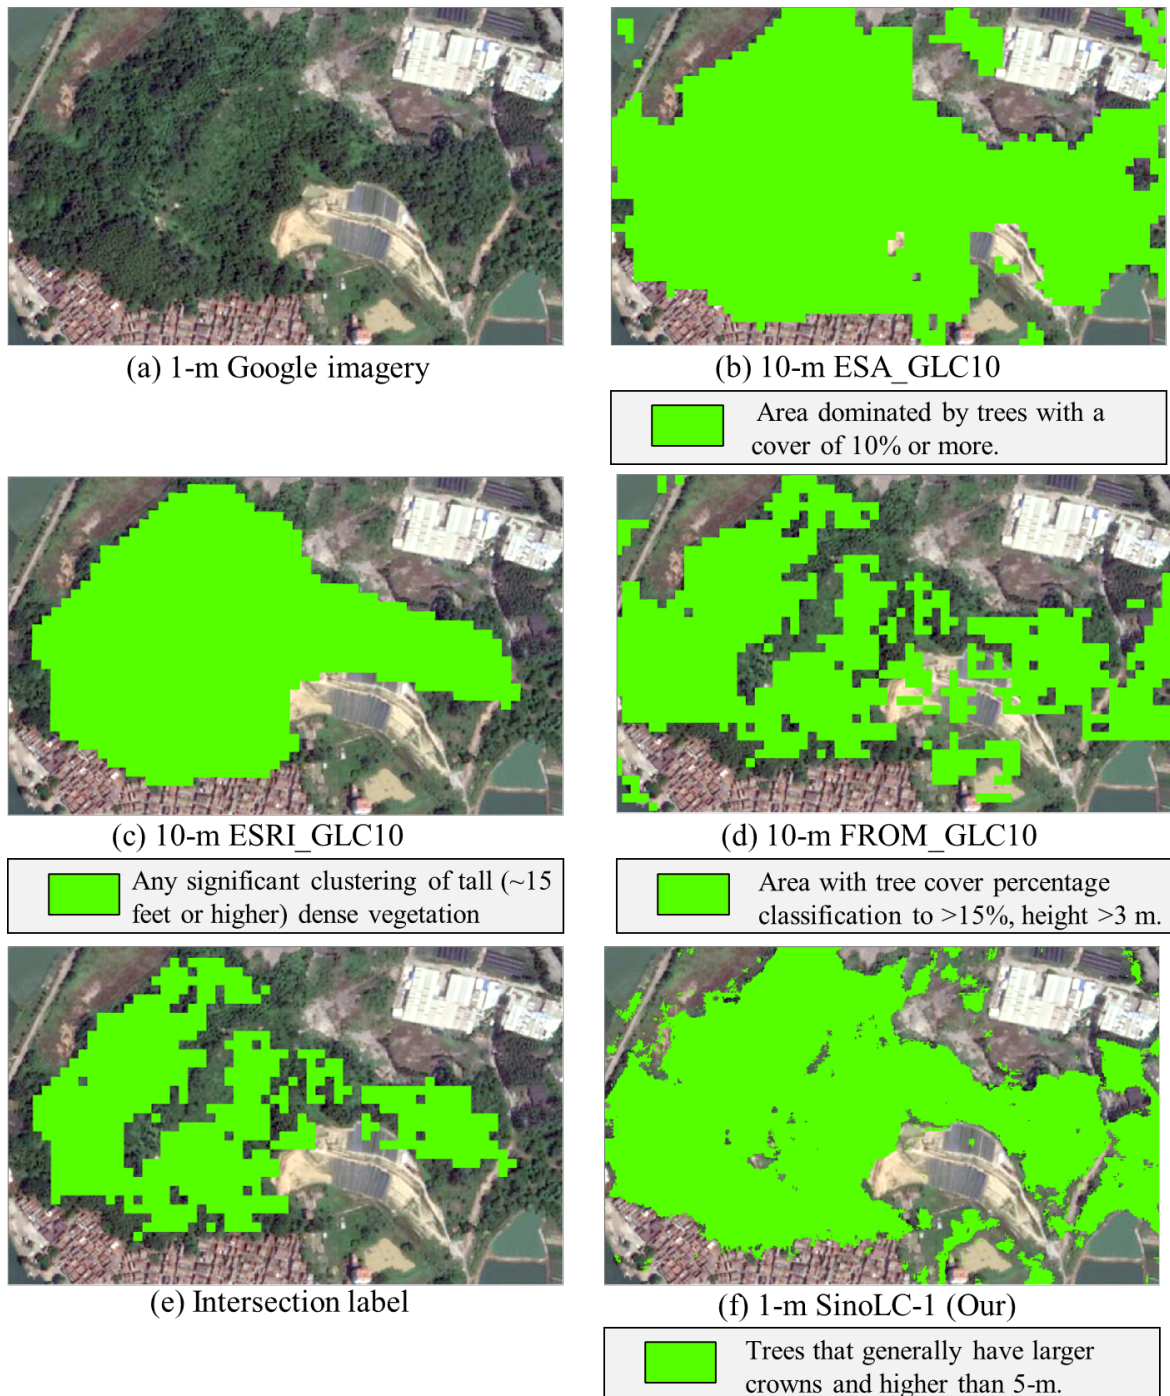 (a) 1-m Google imagery
(b) 10-m ESA_GLC10
Area dominated by trees with a
cover of 10% or more.
(c) 10-m ESRI_GLC10
(d) 10-m FROM_GLC10
Any significant clustering of tall (~15
feet or higher) dense vegetation
Area with tree cover percentage
classification to >15%, height >3 m.
(e) Intersection label
(f) 1-m SinoLC-1 (Our)
Trees that generally have larger
crowns and higher than 5-m.